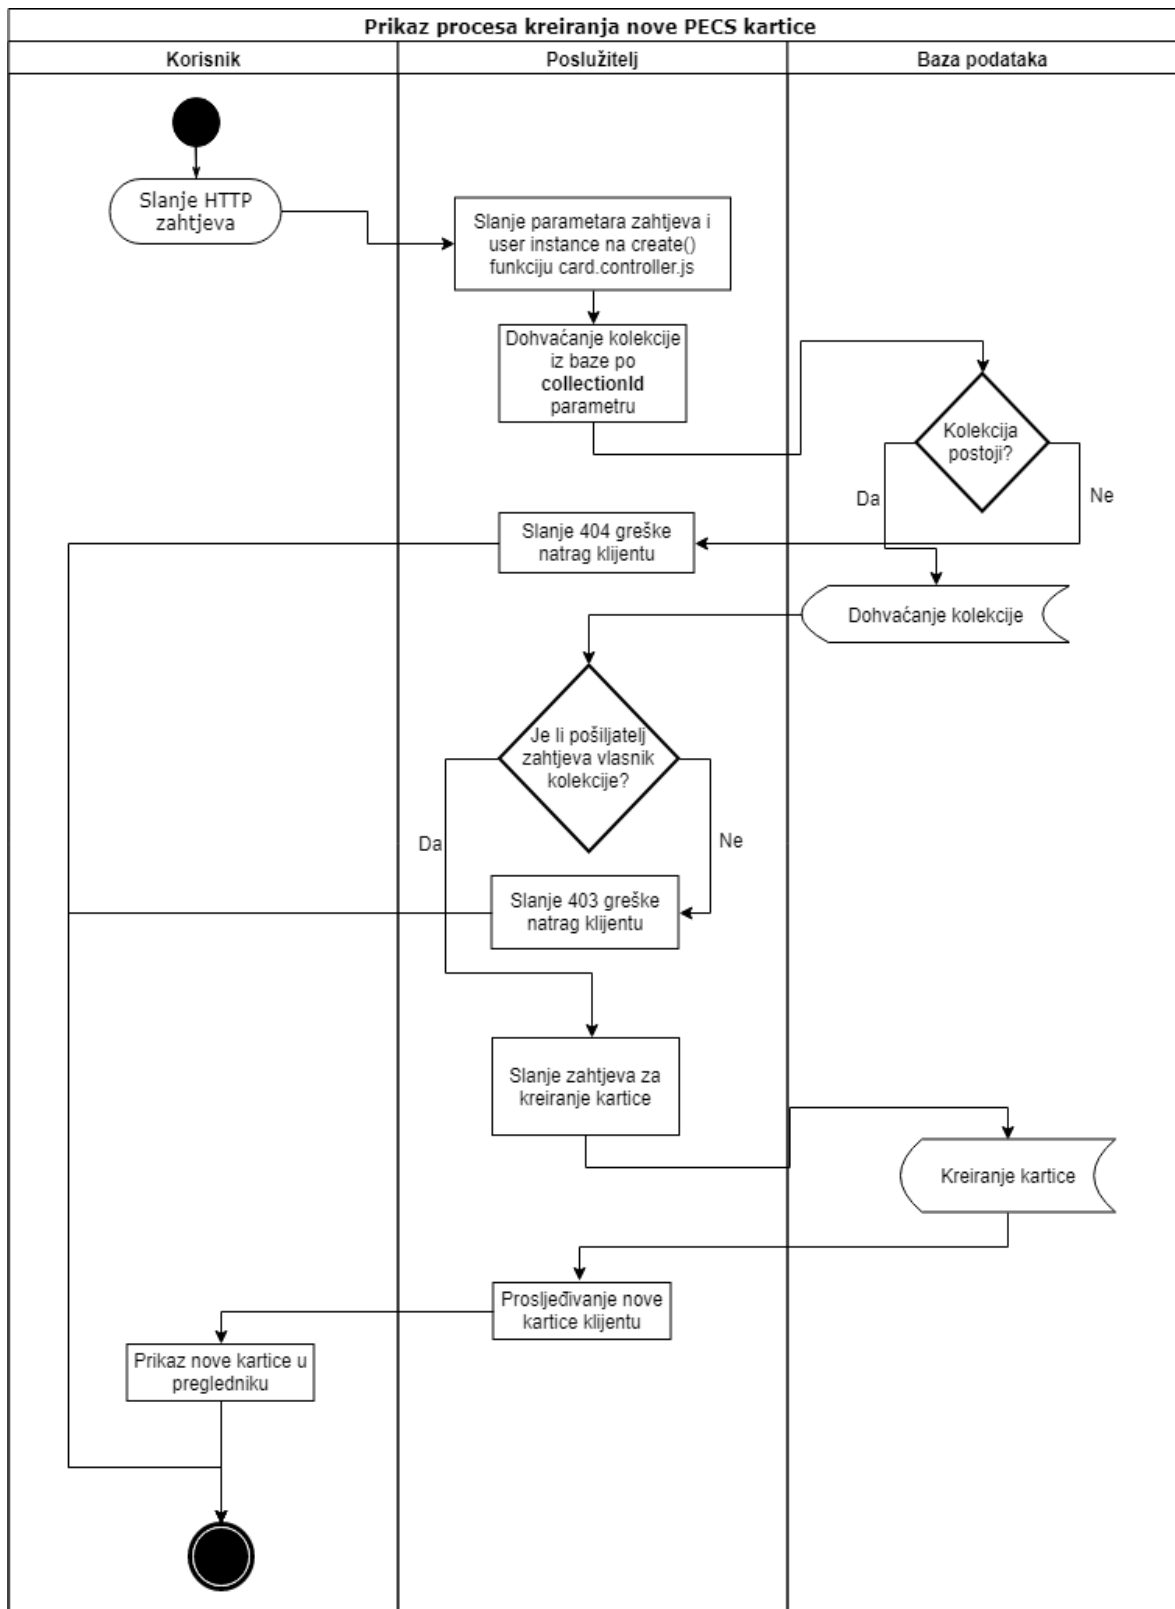 Prikaz procesa kreiranja nove PECS kartice
Korisnik
Poslužitelj
Baza podataka
Slanje HTTP
zahtjeva
Slanje parametara zahtjeva i
user instance na create()
funkciju card.controller.js
Dohvaćanje kolekcije
iz baze po
collectionId
parametru
Kolekcija
postoji?
Da
Ne
Slanje 404 greške
natrag klijentu
Dohvaćanje kolekcije
Je li pošiljatelj
zahtjeva vlasnik
kolekcije?
Da
Ne
Slanje 403 greške
natrag klijentu
Slanje zahtjeva za
kreiranje kartice
Kreiranje kartice
Prosljeđivanje nove
kartice klijentu
Prikaz nove kartice u
pregledniku